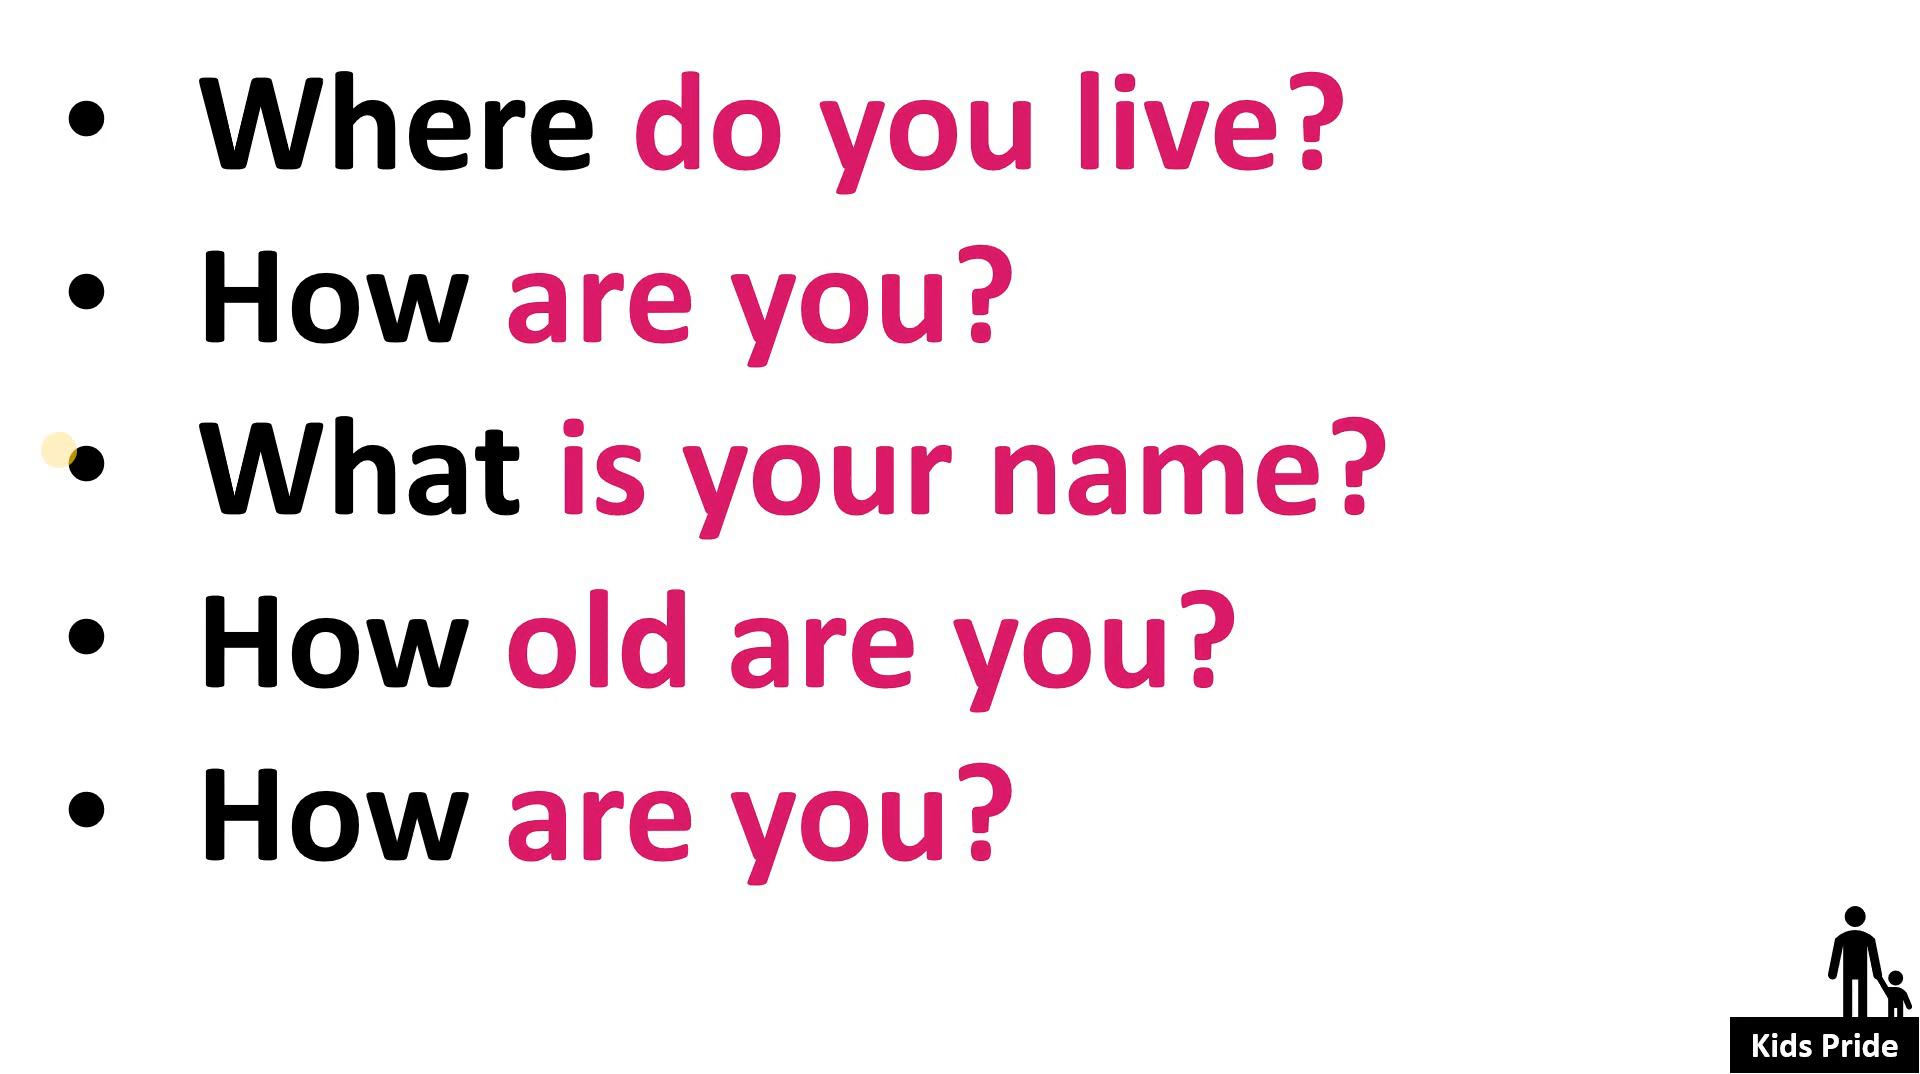 • Where do you live?
• How are you?
• What is your name?
• How old are you?
• How are you?
Kids Pride